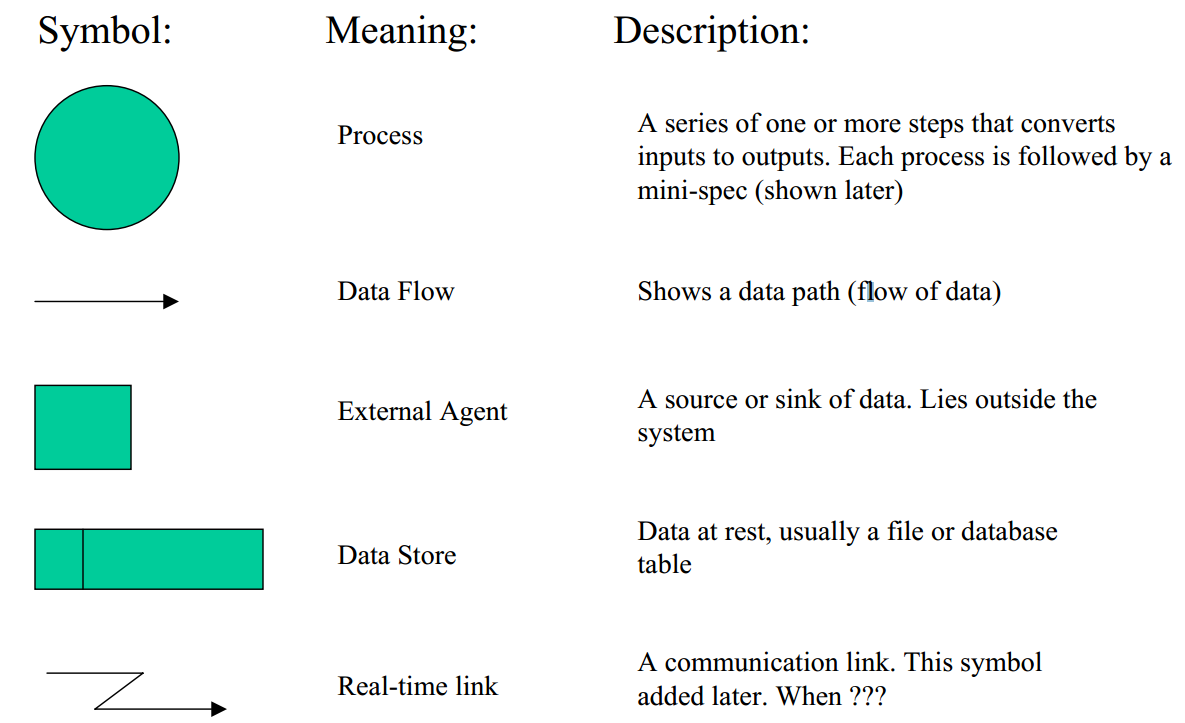 Symbol: Meaning: Description:
Process
A series of one or more steps that converts
inputs to outputs. Each process is followed by a
mini-spec (shown later)
Data Flow
Shows a data path (flow of data)
External Agent
A source or sink of data. Lies outside the
system
Data Store
Data at rest, usually a file or database
table
Real-time link
A communication link. This symbol
added later. When ???